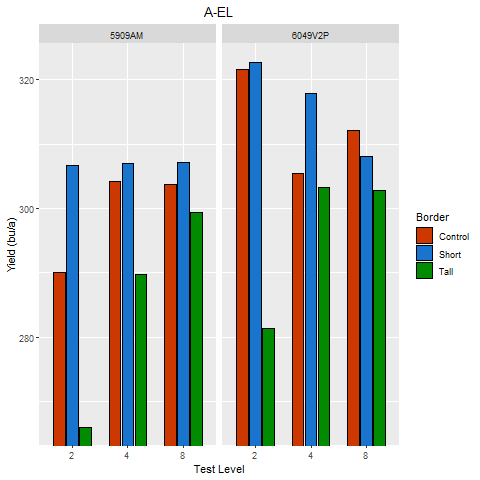 A-EL
5909AM
6049V2P
320
300
280
Yield (bu/a)
2
4
8
2
4
8
Test Level
Border
Control
Short
Tall